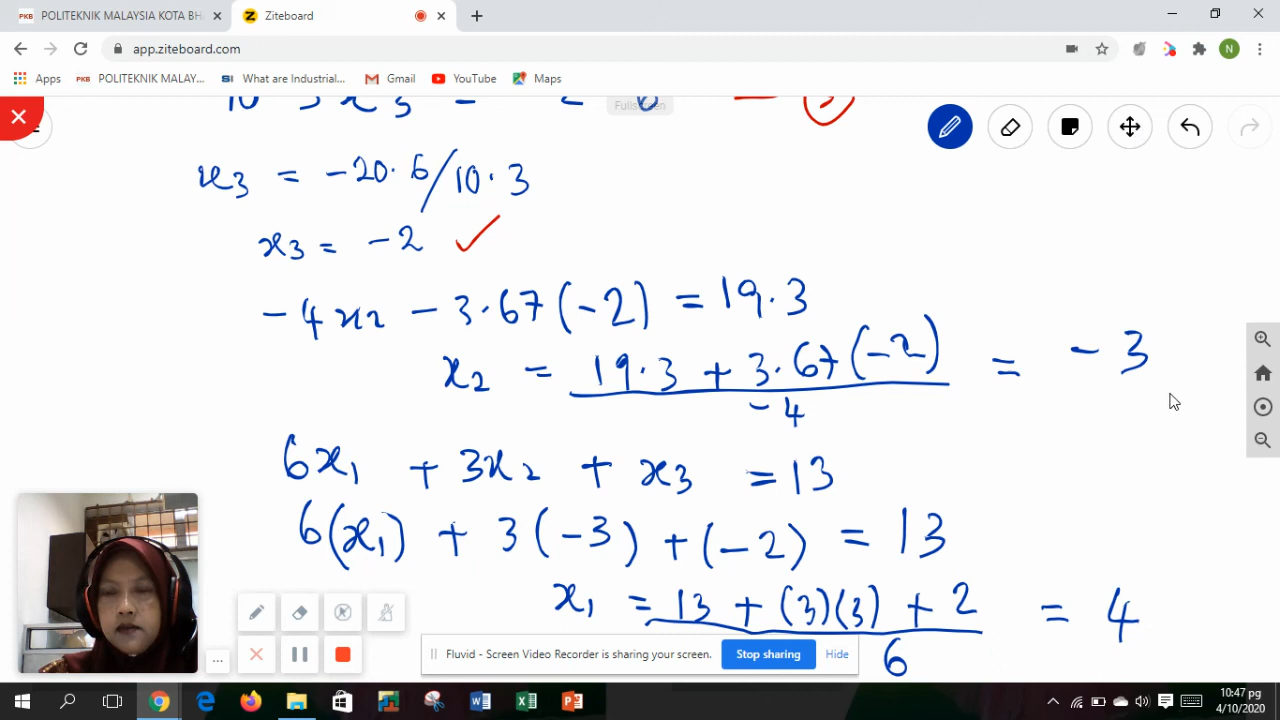 POLITEKNIK MALAYSIA KOTA BH
Ziteboard
app.ziteboard.com
N
Apps
POLITEKNIK MALAY...
What are Industrial...
Gmail
YouTube
Maps
Fullscreen
x3 = -20.6/10.3
x3 = -2 ✓
-4x2 - 3.67(-2) = 19.3
x2 = 19.3 + 3.67(-2) / -4 = -3
6x1 + 3x2 + x3 = 13
6(x1) + 3(-3) + (-2) = 13
x1 = 13 + (3)(3) + 2 / 6 = 4
Fluvid - Screen Video Recorder is sharing your screen.
Stop sharing
Hide
10:47 pg
4/10/2020